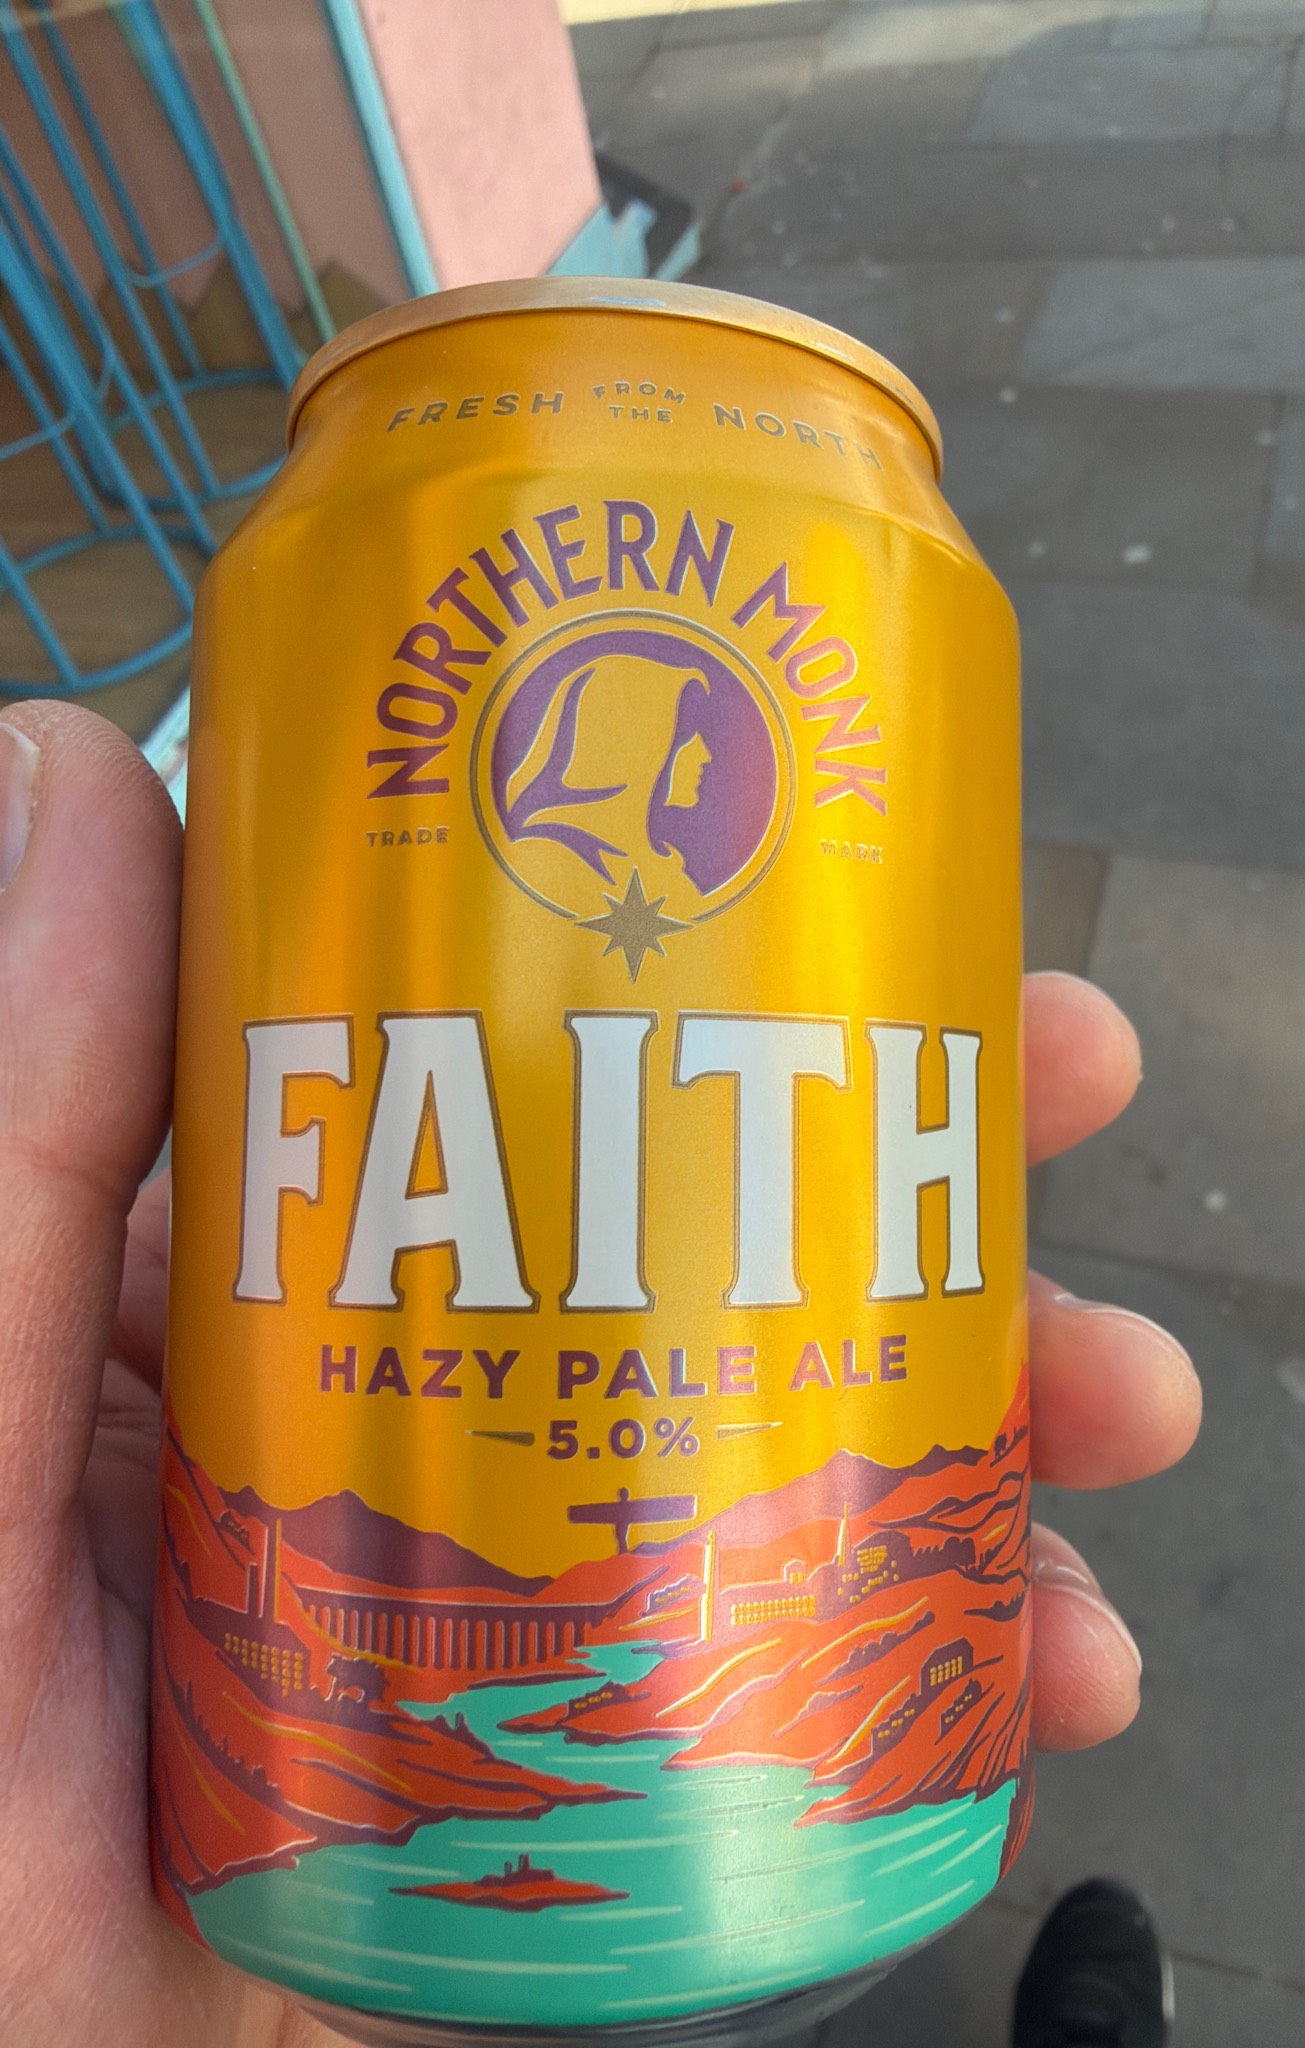 FRESH FROM THE NORTH
NORTHERN MONK
TRADE MARK
FAITH
HAZY PALE ALE
5.0%